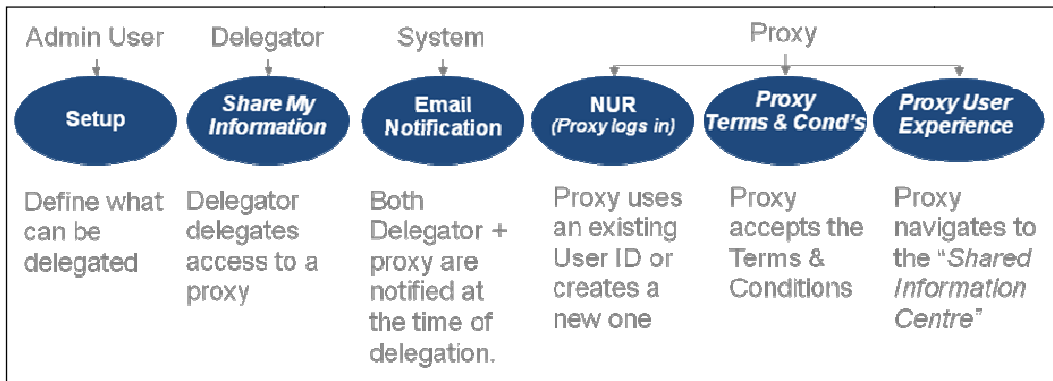 Admin User
Delegator
System
Proxy
Setup
Share My
Information
Email
Notification
NUR
(Proxy logs in)
Proxy
Terms & Cond's
Proxy User
Experience
Define what
can be
delegated
Delegator
delegates
access to a
proxy
Both
Delegator +
proxy are
notified at
the time of
delegation.
Proxy uses
an existing
User ID or
creates a
new one
Proxy
accepts the
Terms &
Conditions
Proxy
navigates to
the “Shared
Information
Centre”